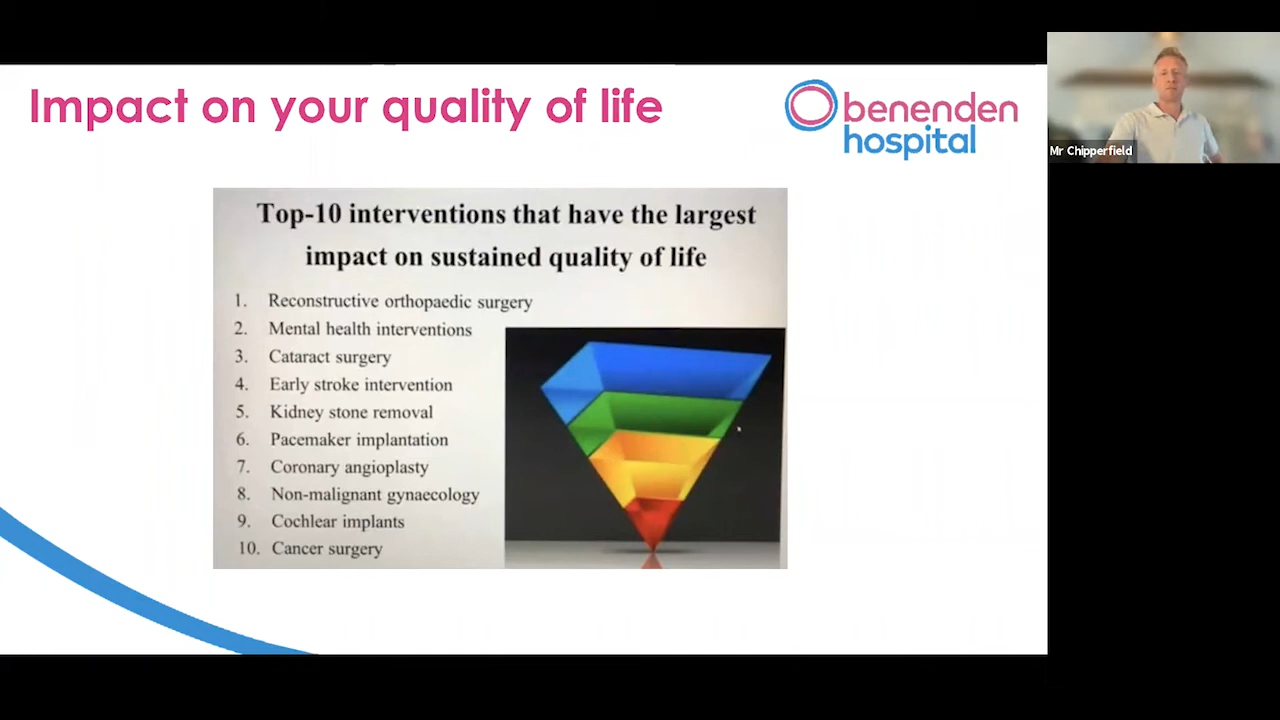 Impact on your quality of life
benenden
hospital
Mr Chipperfield
Top-10 interventions that have the largest
impact on sustained quality of life
1. Reconstructive orthopaedic surgery
2. Mental health interventions
3. Cataract surgery
4. Early stroke intervention
5. Kidney stone removal
6. Pacemaker implantation
7. Coronary angioplasty
8. Non-malignant gynaecology
9. Cochlear implants
10. Cancer surgery